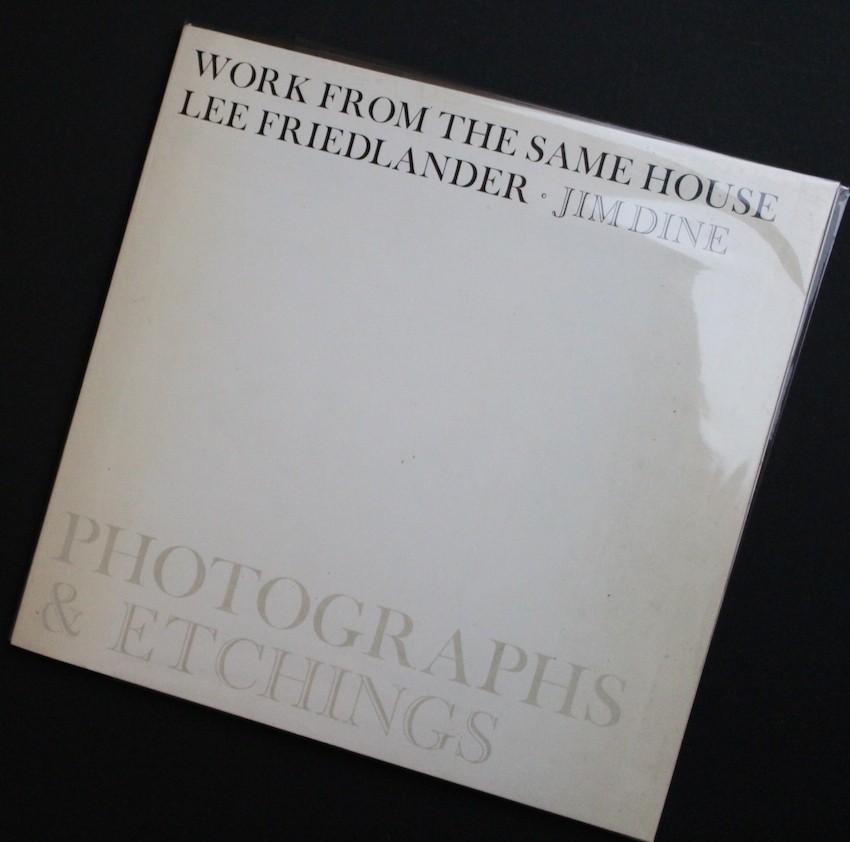 WORK FROM THE SAME HOUSE
LEE FRIEDLANDER · JIM DINE
PHOTOGRAPHS
& ETCHINGS